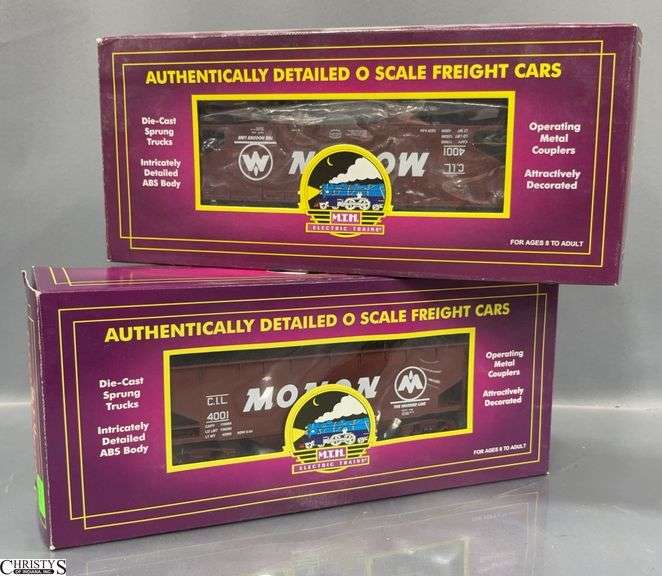 AUTHENTICALLY DETAILED O SCALE FREIGHT CARS
Die-Cast
Sprung
Trucks
Intricately
Detailed
ABS Body
Operating
Metal
Couplers
Attractively
Decorated
4001
C.I.L.
M.T.H.
ELECTRIC TRAINS
FOR AGES 8 TO ADULT
AUTHENTICALLY DETAILED O SCALE FREIGHT CARS
Die-Cast
Sprung
Trucks
Intricately
Detailed
ABS Body
C.I.L.
4001
MONON
THE HOOSIER LINE
Operating
Metal
Couplers
Attractively
Decorated
M.T.H.
ELECTRIC TRAINS
FOR AGES 8 TO ADULT
CHRISTY'S
OF INDIANA, INC.